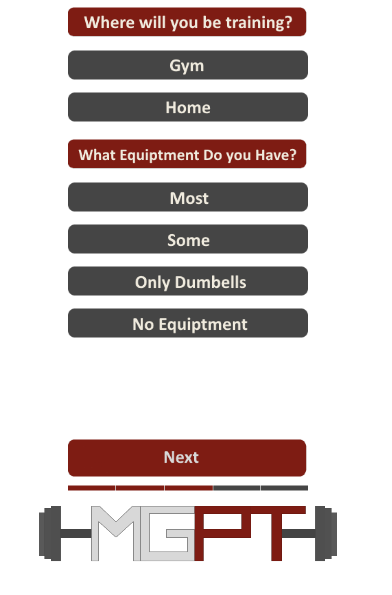 Where will you be training?
Gym
Home
What Equiptment Do you Have?
Most
Some
Only Dumbells
No Equiptment
Next
MGPT